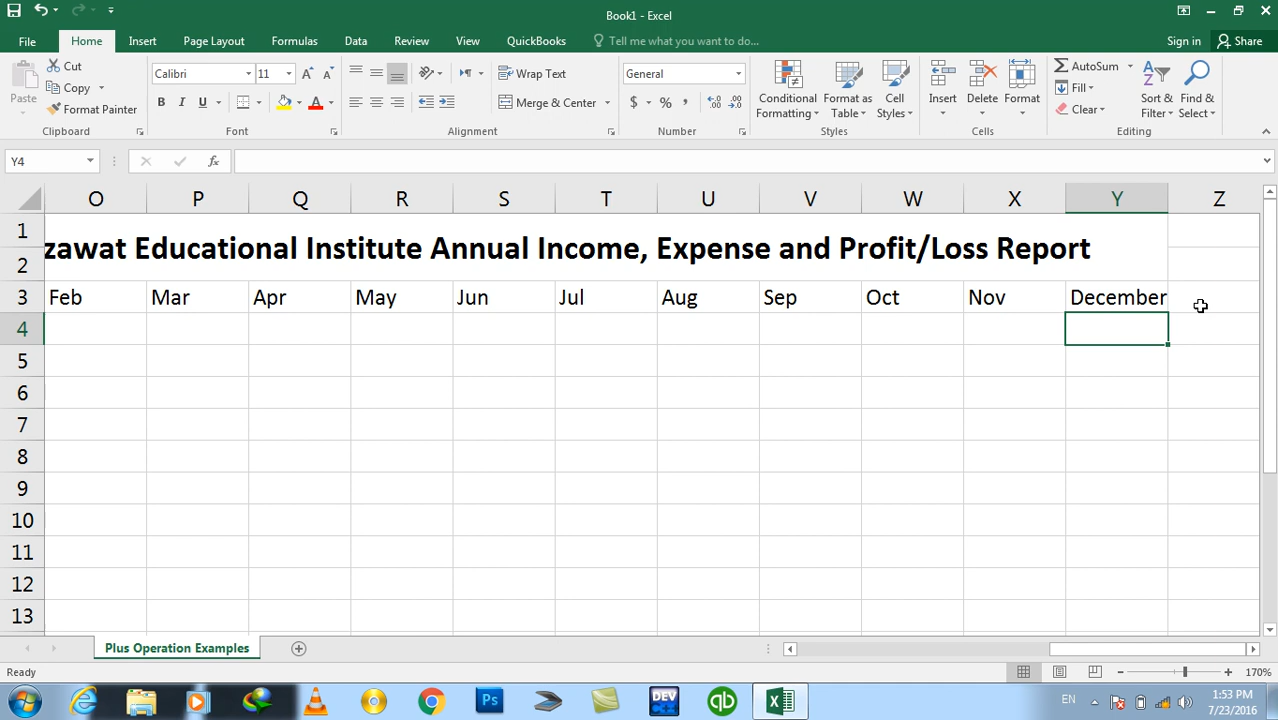 Book1 - Excel
File Home Insert Page Layout Formulas Data Review View QuickBooks Tell me what you want to do... Sign in Share
Paste
Cut
Copy
Format Painter
Clipboard
Calibri 11
B I U A
Font
Wrap Text
Merge & Center
Alignment
General
$ % ,
Number
Conditional Formatting
Format as Table
Cell Styles
Styles
Insert Delete Format
Cells
AutoSum
Fill
Clear
Sort & Filter
Find & Select
Editing
Y4 fx
O P Q R S T U V W X Y Z
1
zawat Educational Institute Annual Income, Expense and Profit/Loss Report
2
3 Feb Mar Apr May Jun Jul Aug Sep Oct Nov December
4
5
6
7
8
9
10
11
12
13
Plus Operation Examples
Ready 170%
Ps DEV C++ qb EN 1:53 PM
7/23/2016